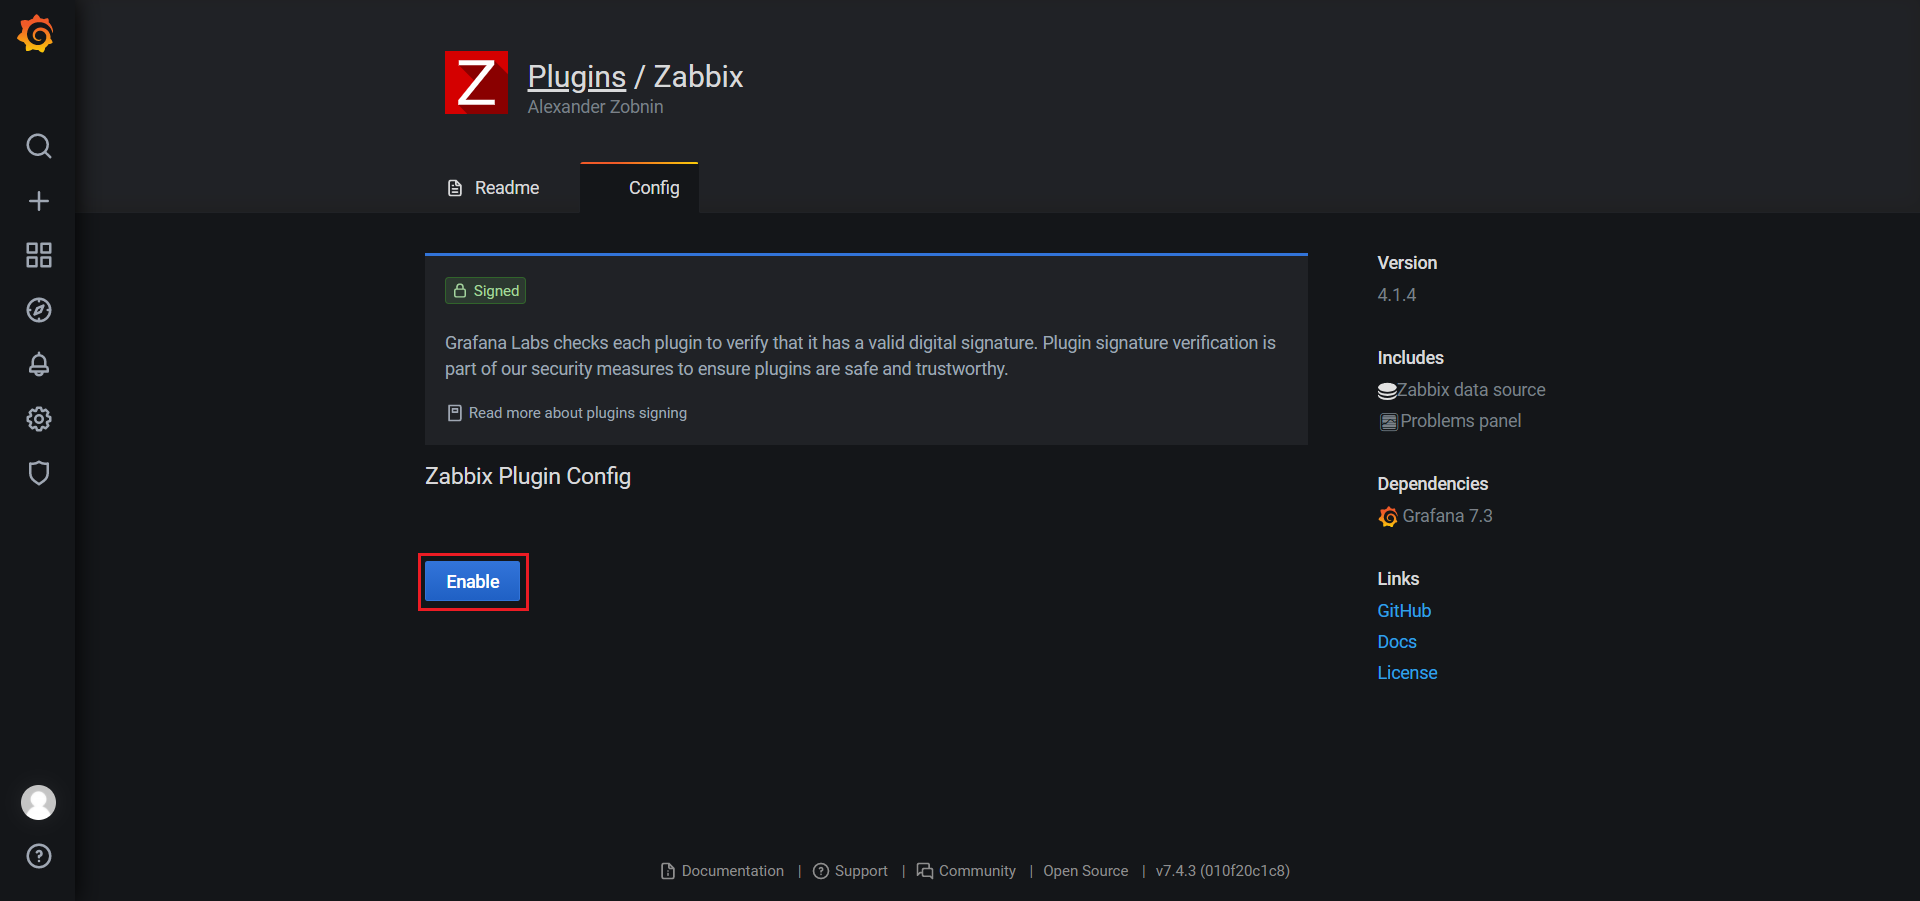 Z
Plugins / Zabbix
Alexander Zobnin
Readme
Config
Signed
Grafana Labs checks each plugin to verify that it has a valid digital signature. Plugin signature verification is
part of our security measures to ensure plugins are safe and trustworthy.
Read more about plugins signing
Zabbix Plugin Config
Enable
Version
4.1.4
Includes
Zabbix data source
Problems panel
Dependencies
Grafana 7.3
Links
GitHub
Docs
License
Documentation | Support | Community | Open Source | v7.4.3 (010f20c1c8)